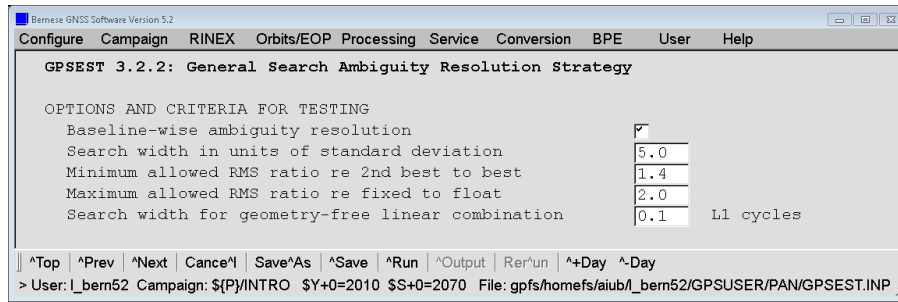 Bernese GNSS Software Version 5.2
Configure Campaign RINEX Orbits/EOP Processing Service Conversion BPE User Help
GPSEST 3.2.2: General Search Ambiguity Resolution Strategy
OPTIONS AND CRITERIA FOR TESTING
Baseline-wise ambiguity resolution
Search width in units of standard deviation 5.0
Minimum allowed RMS ratio re 2nd best to best 1.4
Maximum allowed RMS ratio re fixed to float 2.0
Search width for geometry-free linear combination 0.1 L1 cycles
^Top | ^Prev | ^Next | Cance^l | Save^As | ^Save | ^Run | ^Output | Rer^un | ^+Day ^-Day
> User: l_bern52 Campaign: ${P}/INTRO $Y+0=2010 $S+0=2070 File: gpfs/homefs/aiub/l_bern52/GPSUSER/PAN/GPSEST.INP